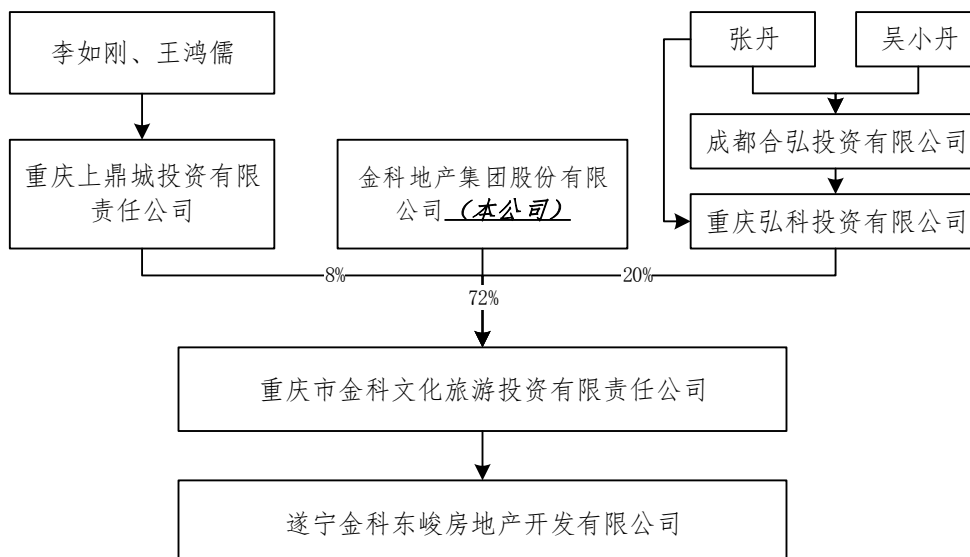 李如刚、王鸿儒
张丹
吴小丹
重庆上鼎城投资有限
责任公司
金科地产集团股份有限
公司（本公司）
成都合弘投资有限公司
重庆弘科投资有限公司
8%
20%
72%
重庆市金科文化旅游投资有限责任公司
遂宁金科东峻房地产开发有限公司